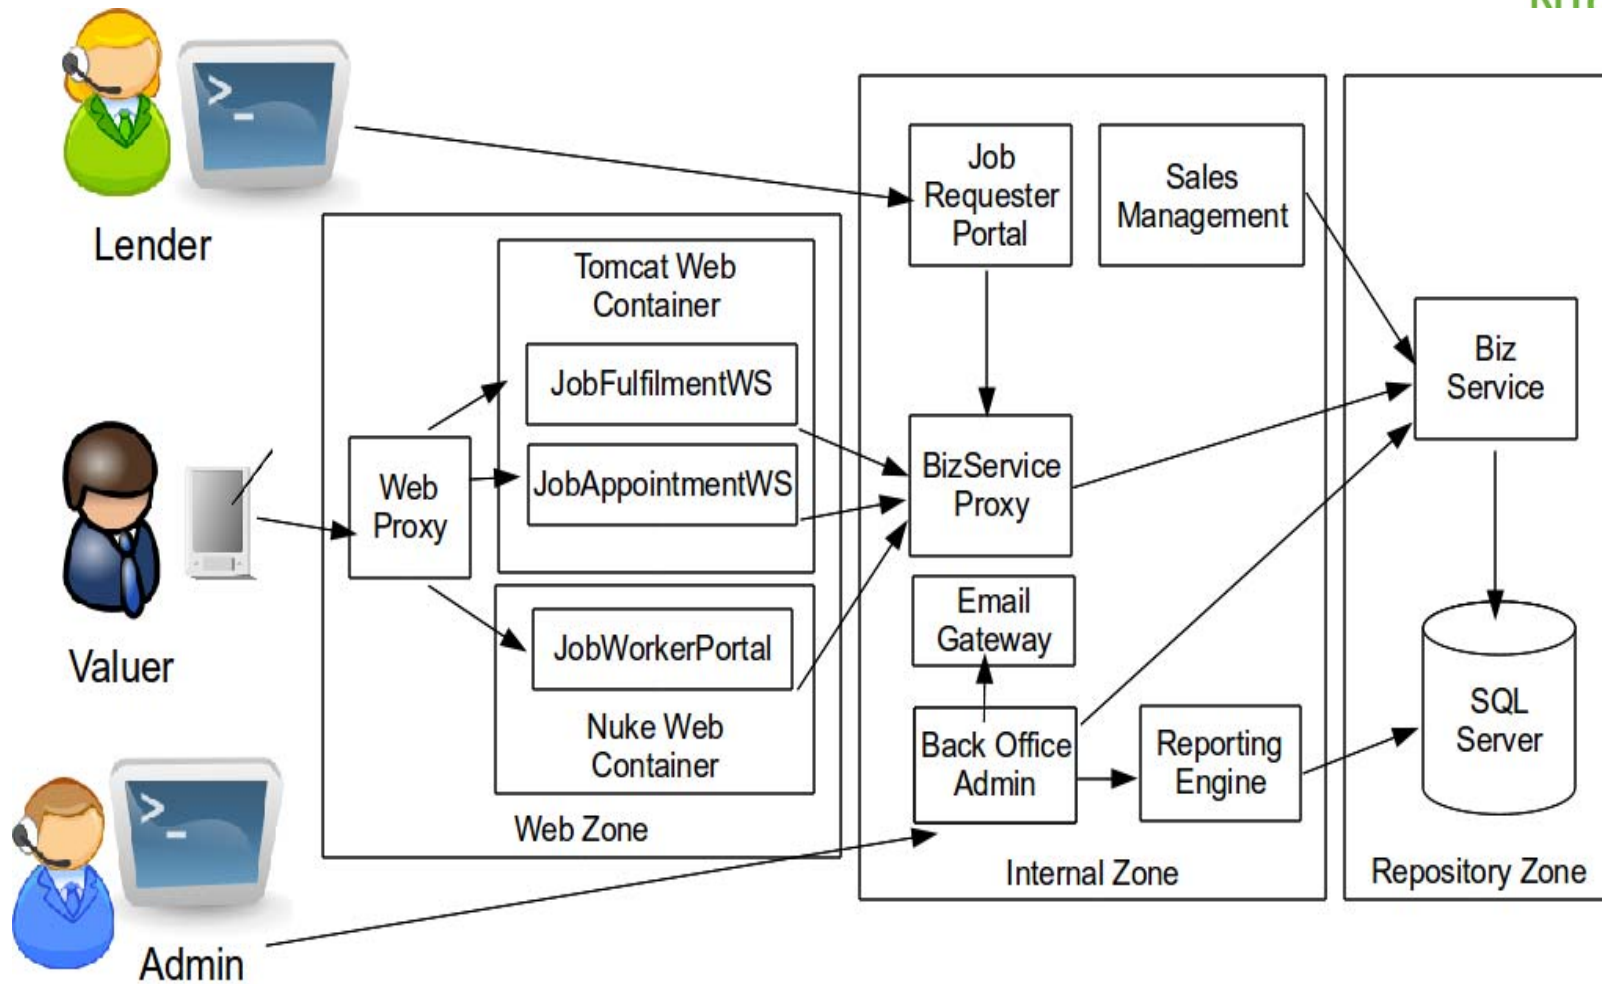 Lender
Valuer
Admin
Web
Proxy
Tomcat Web
Container
JobFulfilmentWS
JobAppointmentWS
JobWorkerPortal
Nuke Web
Container
Web Zone
Job
Requester
Portal
Sales
Management
BizService
Proxy
Email
Gateway
Back Office
Admin
Reporting
Engine
Internal Zone
Biz
Service
SQL
Server
Repository Zone